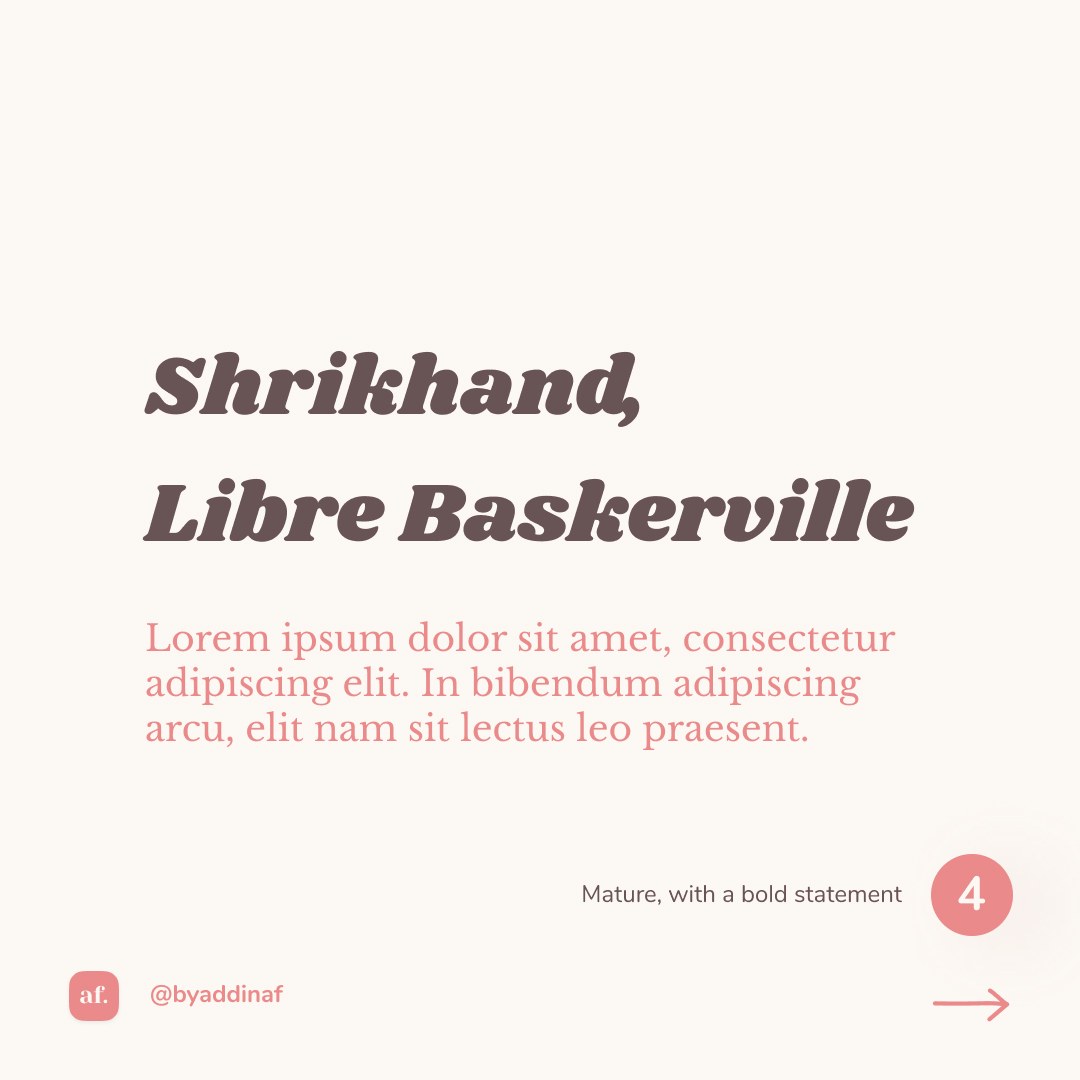 Shrikhand,
Libre Baskerville
Lorem ipsum dolor sit amet, consectetur
adipiscing elit. In bibendum adipiscing
arcu, elit nam sit lectus leo praesent.
Mature, with a bold statement
4
af.
@byaddinaf